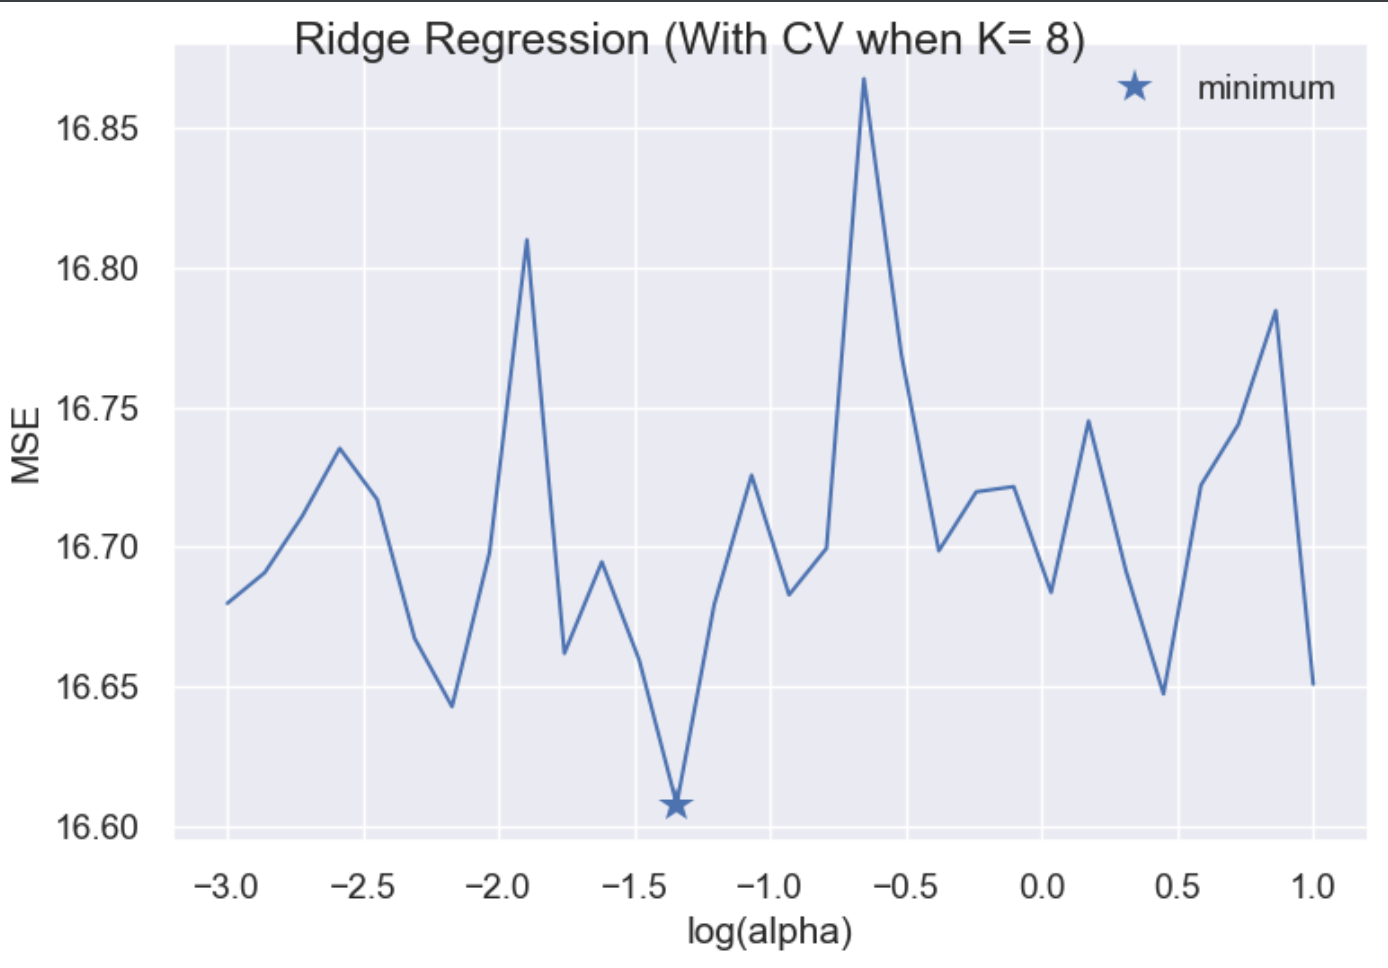 Ridge Regression (With CV when K= 8)
minimum
16.85
16.80
16.75
16.70
16.65
16.60
MSE
−3.0 −2.5 −2.0 −1.5 −1.0 −0.5 0.0 0.5 1.0
log(alpha)